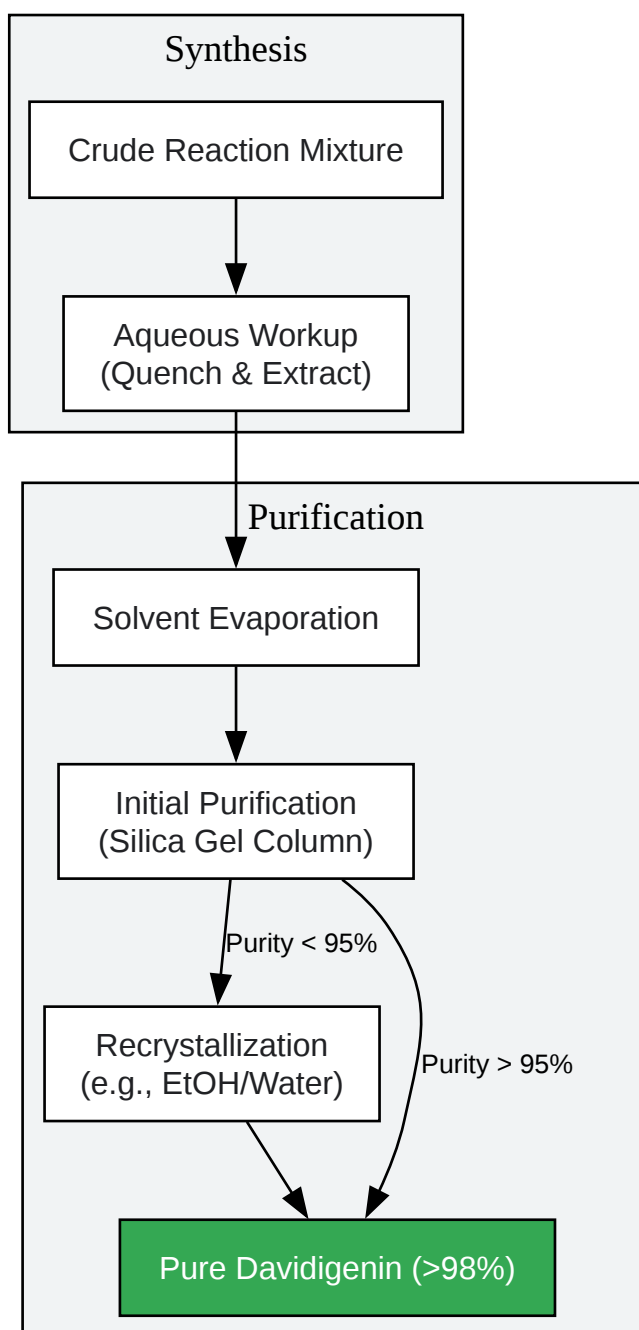 Synthesis
Crude Reaction Mixture
Aqueous Workup
(Quench & Extract)
Purification
Solvent Evaporation
Initial Purification
(Silica Gel Column)
Purity < 95%
Recrystallization
(e.g., EtOH/Water)
Purity > 95%
Pure Davidigenin (>98%)